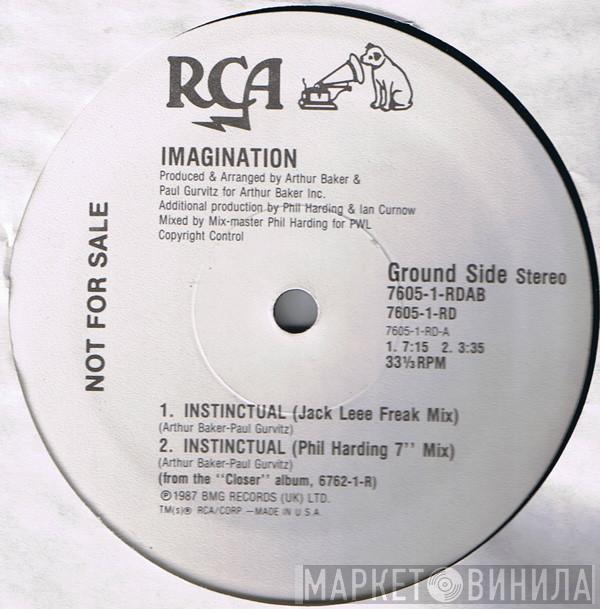 RCA
IMAGINATION
Produced & Arranged by Arthur Baker &
Paul Gurvitz for Arthur Baker Inc.
Additional production by Phil Harding & Ian Curnow
Mixed by Mix-master Phil Harding for PWL
Copyright Control
NOT FOR SALE
Ground Side Stereo
7605-1-RDAB
7605-1-RD
7605-1-RD-A
1. 7:15 2. 3:35
33⅓RPM
1. INSTINCTUAL (Jack Leee Freak Mix)
(Arthur Baker-Paul Gurvitz)
2. INSTINCTUAL (Phil Harding 7'' Mix)
(Arthur Baker-Paul Gurvitz)
(from the ''Closer'' album, 6762-1-R)
℗1987 BMG RECORDS (UK) LTD.
TM(s)® RCA/CORP —MADE IN U.S.A.
МАРКЕТ ВИНИЛА